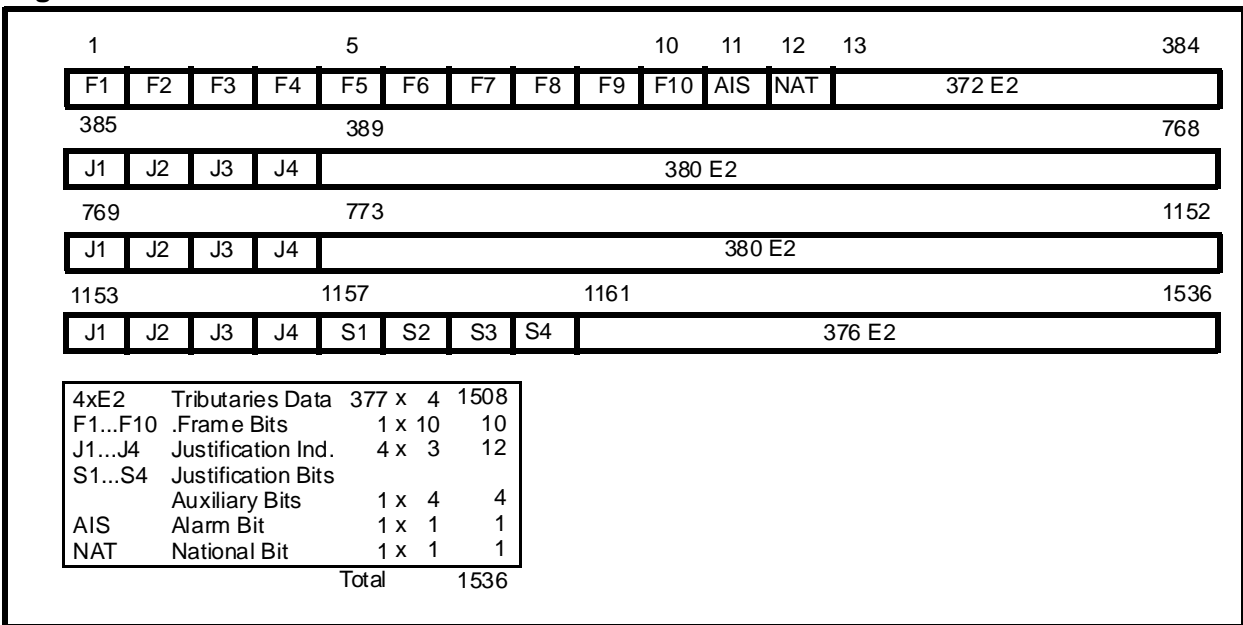 1 5 10 11 12 13 384
F1 F2 F3 F4 F5 F6 F7 F8 F9 F10 AIS NAT 372 E2
385 389 768
J1 J2 J3 J4 380 E2
769 773 1152
J1 J2 J3 J4 380 E2
1153 1157 1161 1536
J1 J2 J3 J4 S1 S2 S3 S4 376 E2
4xE2 Tributaries Data 377 x 4 1508
F1...F10 .Frame Bits 1 x 10 10
J1...J4 Justification Ind. 4 x 3 12
S1...S4 Justification Bits
Auxiliary Bits 1 x 4 4
AIS Alarm Bit 1 x 1 1
NAT National Bit 1 x 1 1
Total 1536